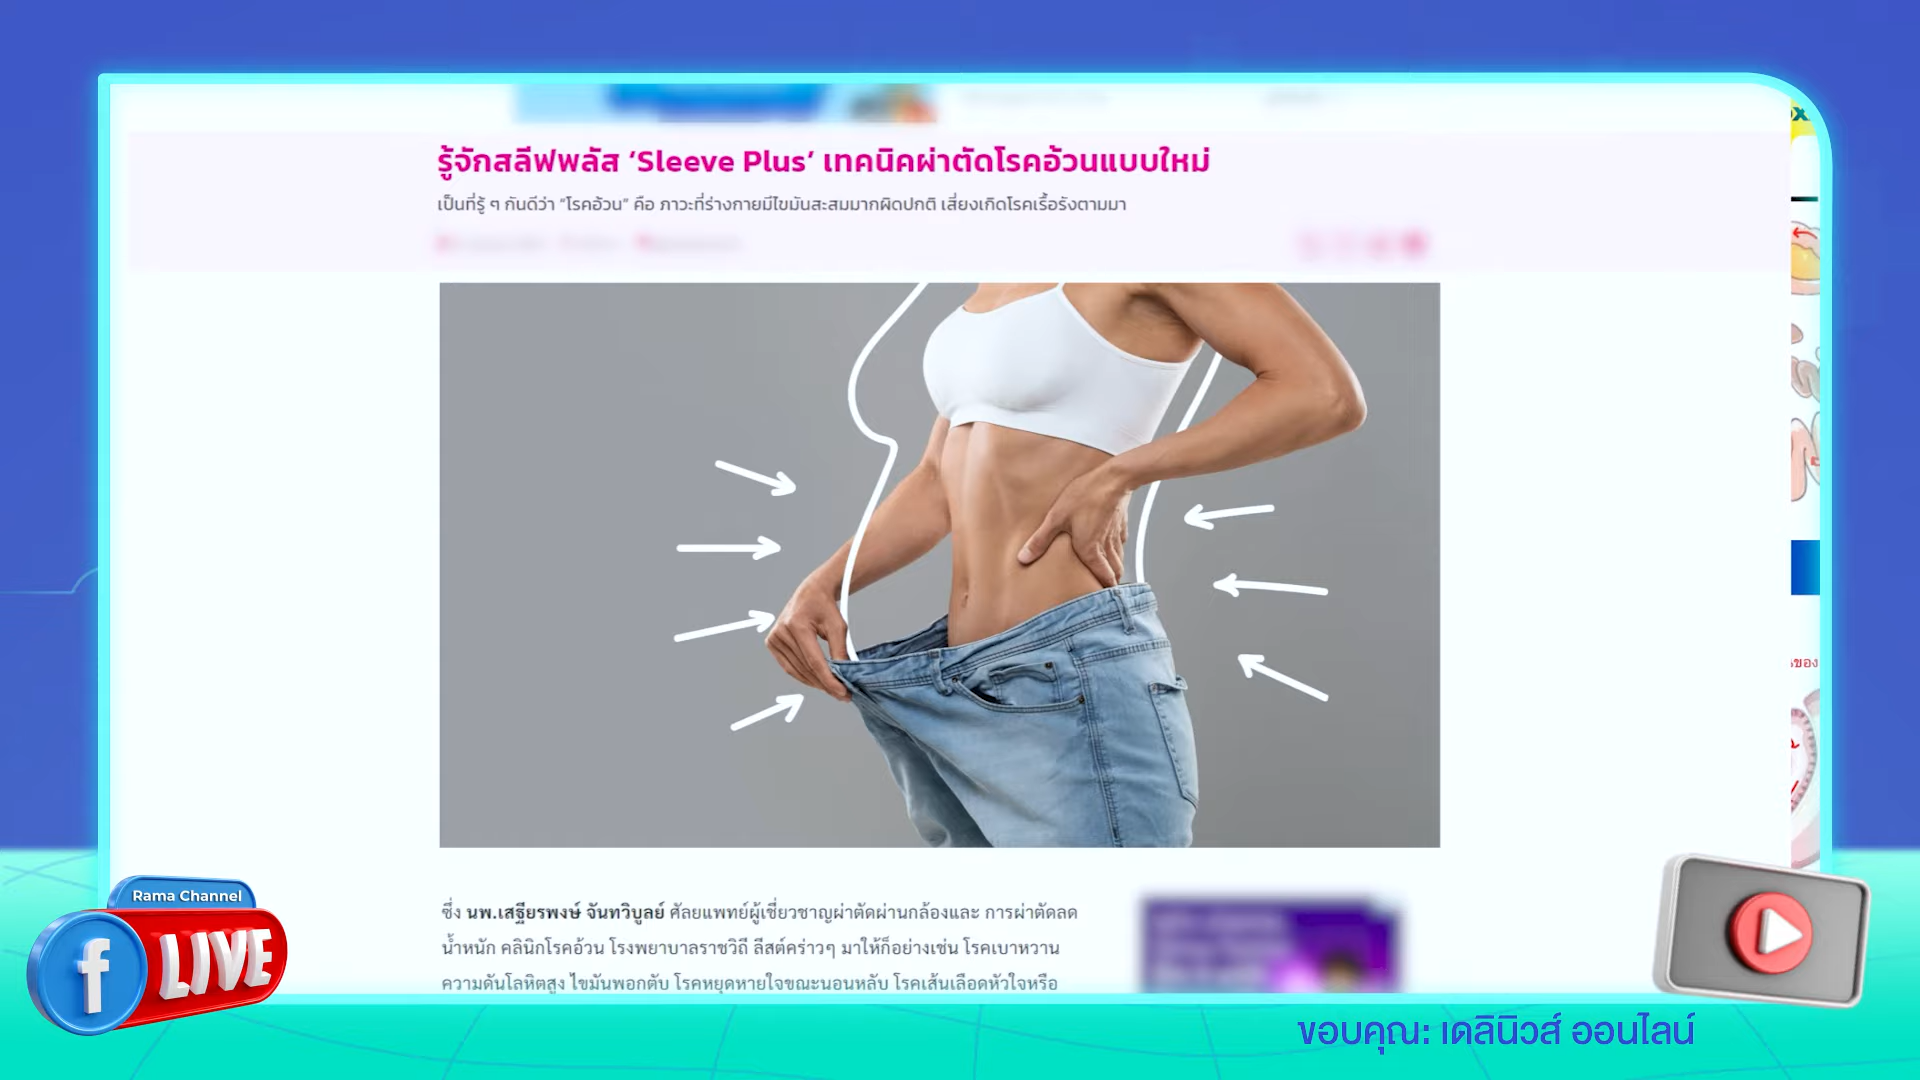 รู้จักสลีฟพลัส ‘Sleeve Plus’ เทคนิคผ่าตัดโรคอ้วนแบบใหม่
เป็นที่รู้ ๆ กันดีว่า “โรคอ้วน” คือ ภาวะที่ร่างกายมีไขมันสะสมมากผิดปกติ เสี่ยงเกิดโรคเรื้อรังตามมา
ซึ่ง นพ.เสฐียรพงษ์ จันทวิบูลย์ ศัลยแพทย์ผู้เชี่ยวชาญผ่าตัดผ่านกล้องและ การผ่าตัดลด
น้ำหนัก คลินิกโรคอ้วน โรงพยาบาลราชวิถี ลีสต์คร่าวๆ มาให้ก็อย่างเช่น โรคเบาหวาน
ความดันโลหิตสูง ไขมันพอกตับ โรคหยุดหายใจขณะนอนหลับ โรคเส้นเลือดหัวใจหรือ
Rama Channel
f LIVE
ขอบคุณ: เดลินิวส์ ออนไลน์